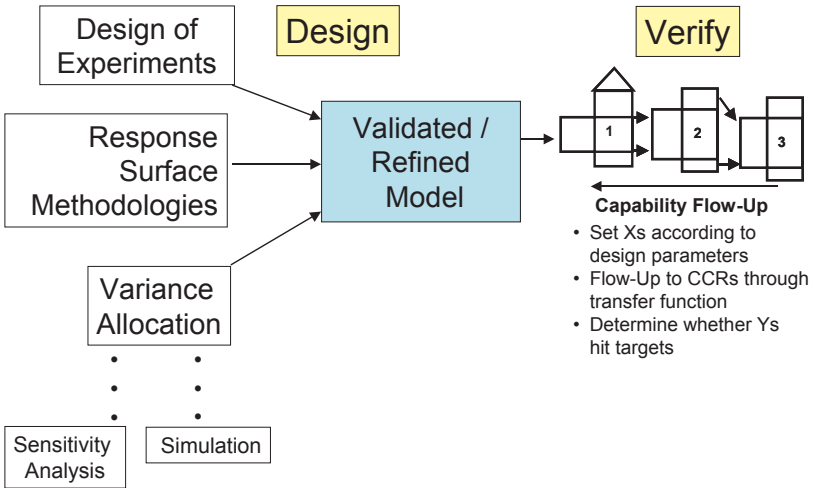 Design of
Experiments
Design
Verify
Response
Surface
Methodologies
Validated /
Refined
Model
1
2
3
Capability Flow-Up
• Set Xs according to
design parameters
• Flow-Up to CCRs through
transfer function
• Determine whether Ys
hit targets
Variance
Allocation
Sensitivity
Analysis
Simulation